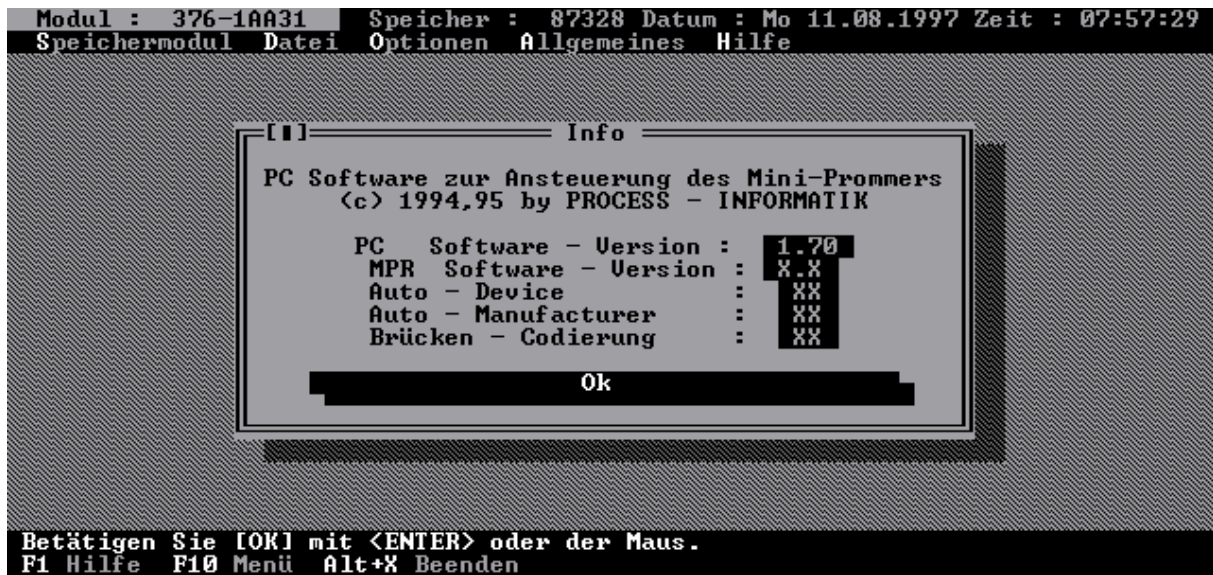 Modul :  376-1AA31  Speicher :  87328 Datum : Mo 11.08.1997 Zeit : 07:57:29
Speichermodul  Datei  Optionen  Allgemeines  Hilfe
Info
PC Software zur Ansteuerung des Mini-Prommers
(c) 1994,95 by PROCESS - INFORMATIK
PC   Software - Version :  1.70
MPR  Software - Version :  X.X
Auto - Device           :  XX
Auto - Manufacturer     :  XX
Brücken - Codierung     :  XX
Ok
Betätigen Sie [OK] mit <ENTER> oder der Maus.
F1 Hilfe  F10 Menü  Alt+X Beenden